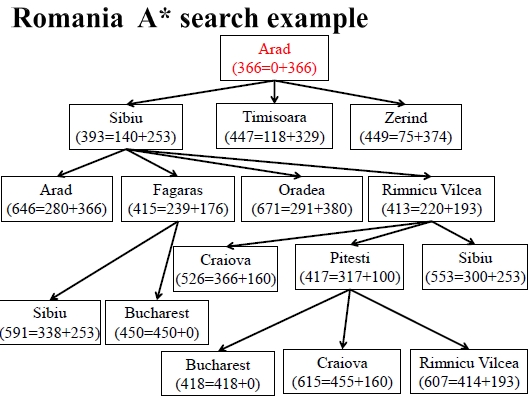 Romania A* search example
Arad
(366=0+366)
Sibiu
(393=140+253)
Timisoara
(447=118+329)
Zerind
(449=75+374)
Arad
(646=280+366)
Fagaras
(415=239+176)
Oradea
(671=291+380)
Rimnicu Vilcea
(413=220+193)
Craiova
(526=366+160)
Pitesti
(417=317+100)
Sibiu
(553=300+253)
Sibiu
(591=338+253)
Bucharest
(450=450+0)
Bucharest
(418=418+0)
Craiova
(615=455+160)
Rimnicu Vilcea
(607=414+193)